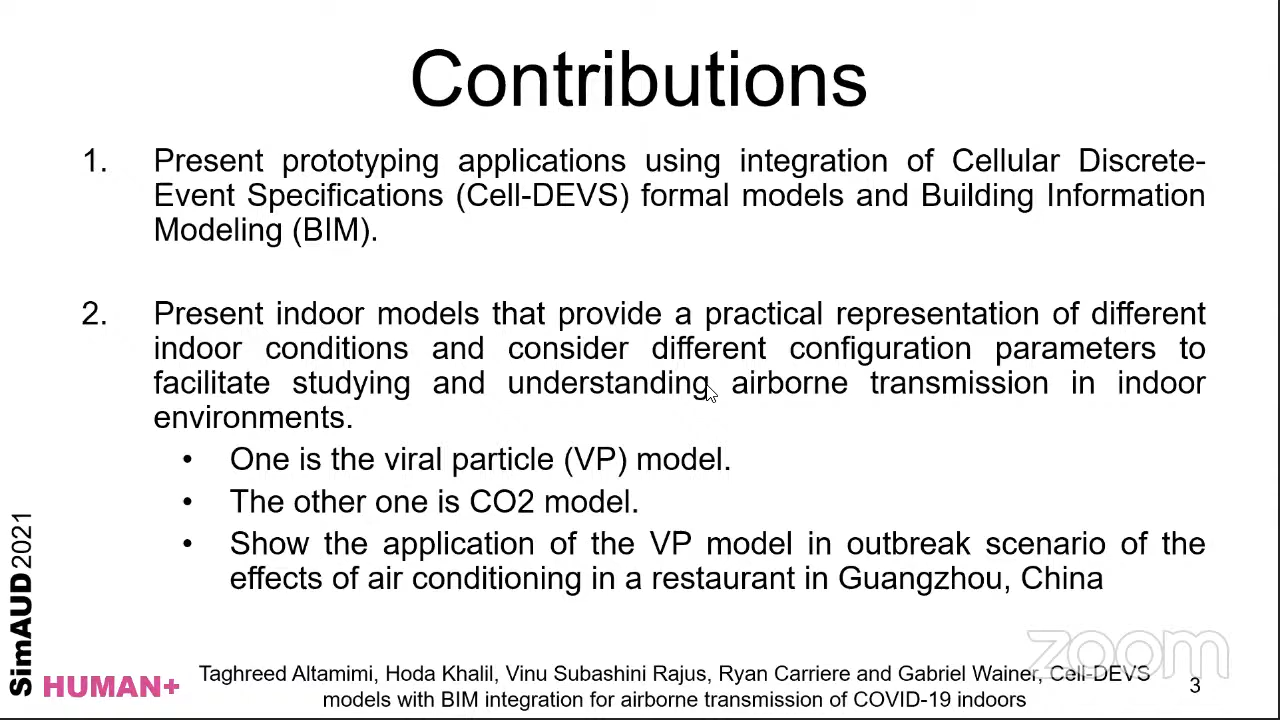 Contributions
1. Present prototyping applications using integration of Cellular Discrete-
Event Specifications (Cell-DEVS) formal models and Building Information
Modeling (BIM).
2. Present indoor models that provide a practical representation of different
indoor conditions and consider different configuration parameters to
facilitate studying and understanding airborne transmission in indoor
environments.
• One is the viral particle (VP) model.
• The other one is CO2 model.
• Show the application of the VP model in outbreak scenario of the
effects of air conditioning in a restaurant in Guangzhou, China
SimAUD2021
HUMAN+
Taghreed Altamimi, Hoda Khalil, Vinu Subashini Rajus, Ryan Carriere and Gabriel Wainer, Cell-DEVS
models with BIM integration for airborne transmission of COVID-19 indoors
3
zoom